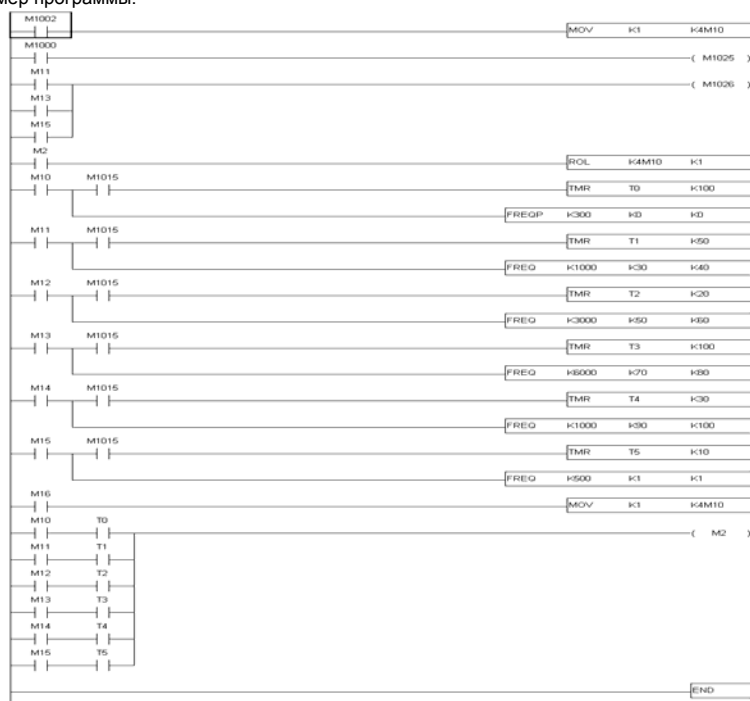 мер программы:
M1002
MOV K1 K4M10
M1000
( M1025 )
M11
( M1026 )
M13
M15
M2
ROL K4M10 K1
M10 M1015
TMR T0 K100
FREQP K300 K0 K0
M11 M1015
TMR T1 K50
FREQ K1000 K30 K40
M12 M1015
TMR T2 K20
FREQ K3000 K50 K60
M13 M1015
TMR T3 K100
FREQ K6000 K70 K80
M14 M1015
TMR T4 K30
FREQ K1000 K90 K100
M15 M1015
TMR T5 K10
FREQ K500 K1 K1
M16
MOV K1 K4M10
M10 T0
( M2 )
M11 T1
M12 T2
M13 T3
M14 T4
M15 T5
END